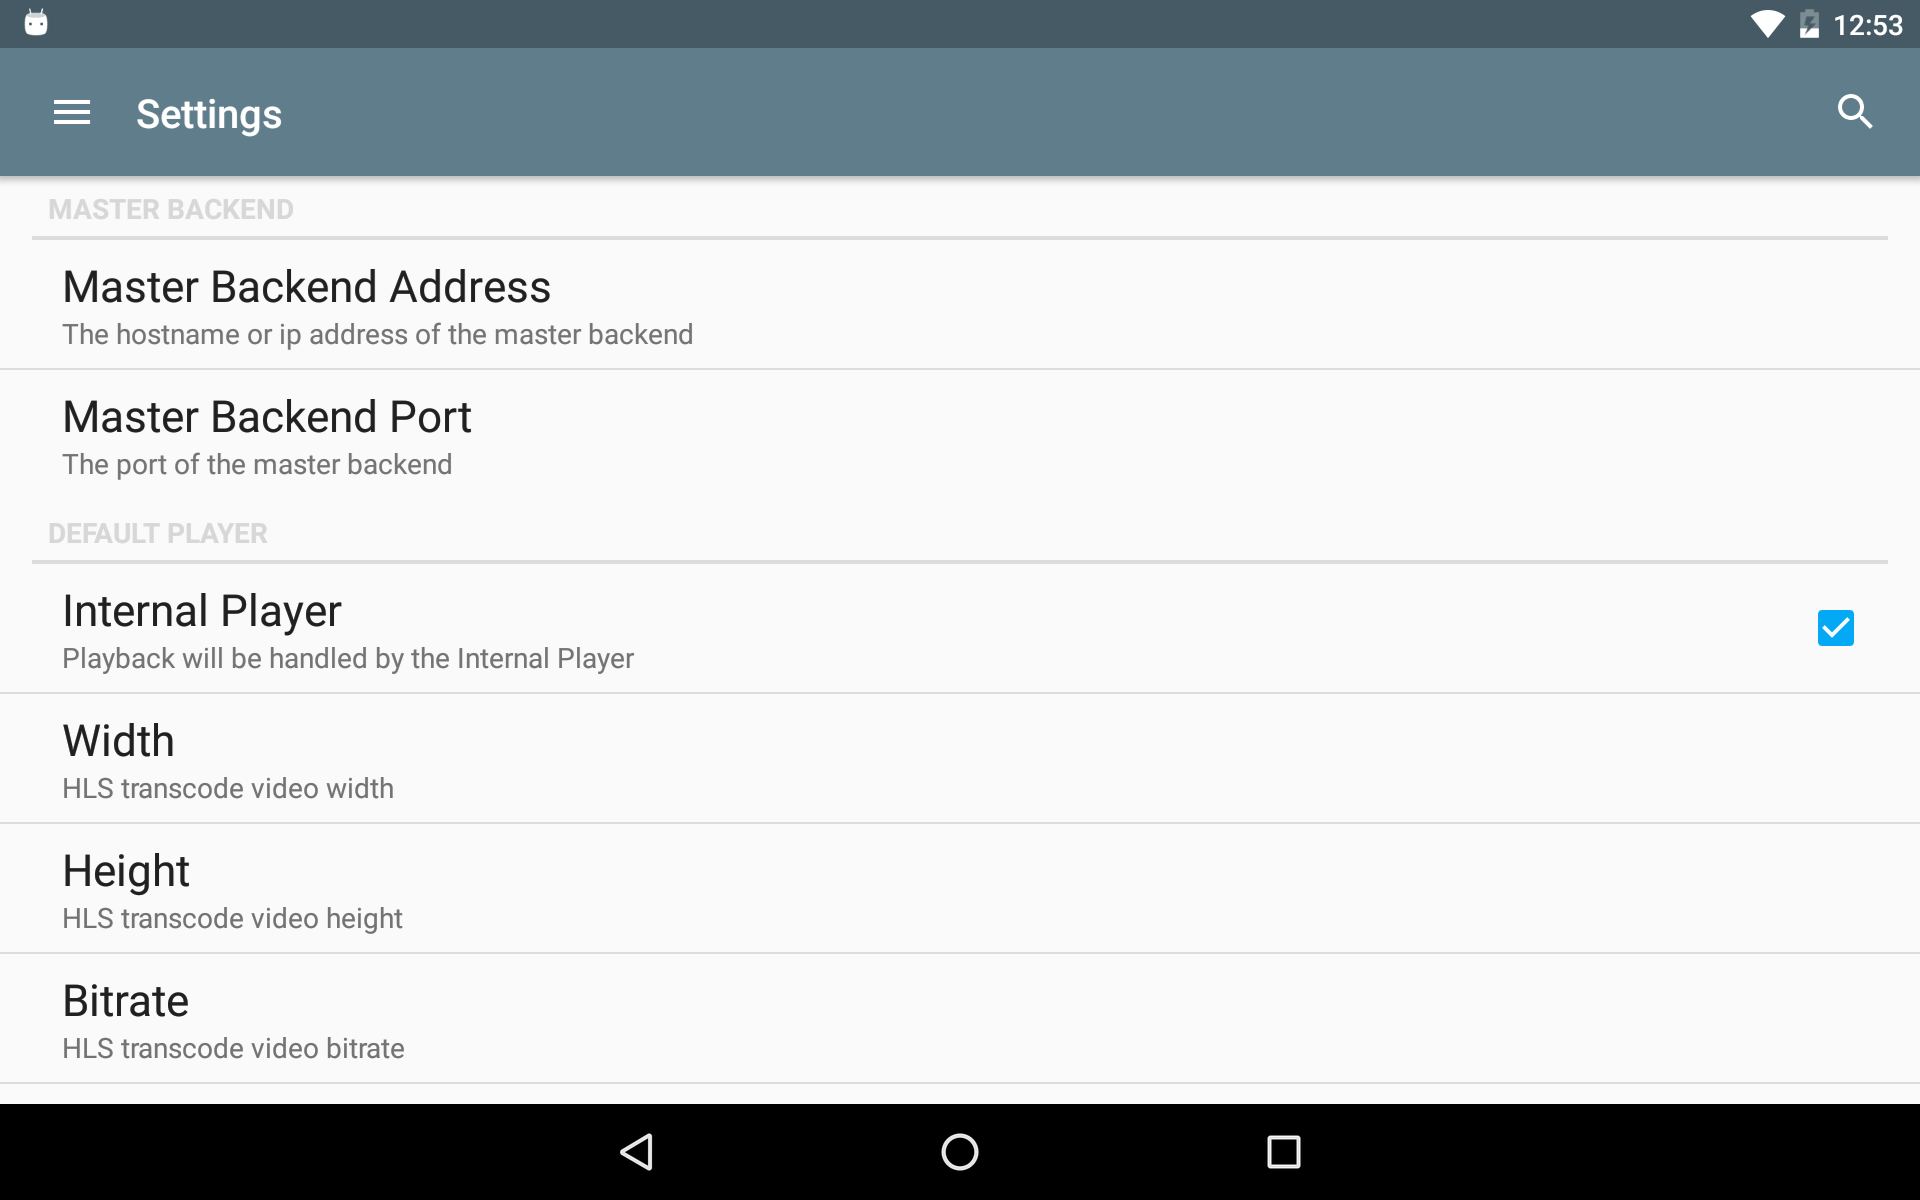 12:53
Settings
MASTER BACKEND
Master Backend Address
The hostname or ip address of the master backend
Master Backend Port
The port of the master backend
DEFAULT PLAYER
Internal Player
Playback will be handled by the Internal Player
Width
HLS transcode video width
Height
HLS transcode video height
Bitrate
HLS transcode video bitrate